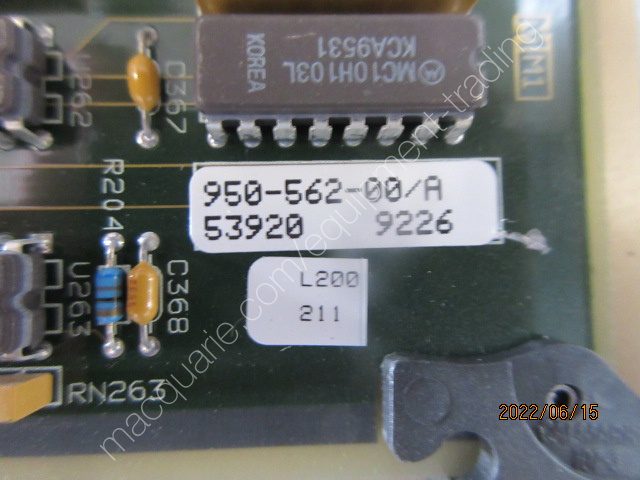 MC10H103L
KCA9531
KOREA
U262
C367
R204
950-562-00/A
53920 9226
U263
C368
L200
211
RN263
2022/06/15
macquarie.com/equipment-trading